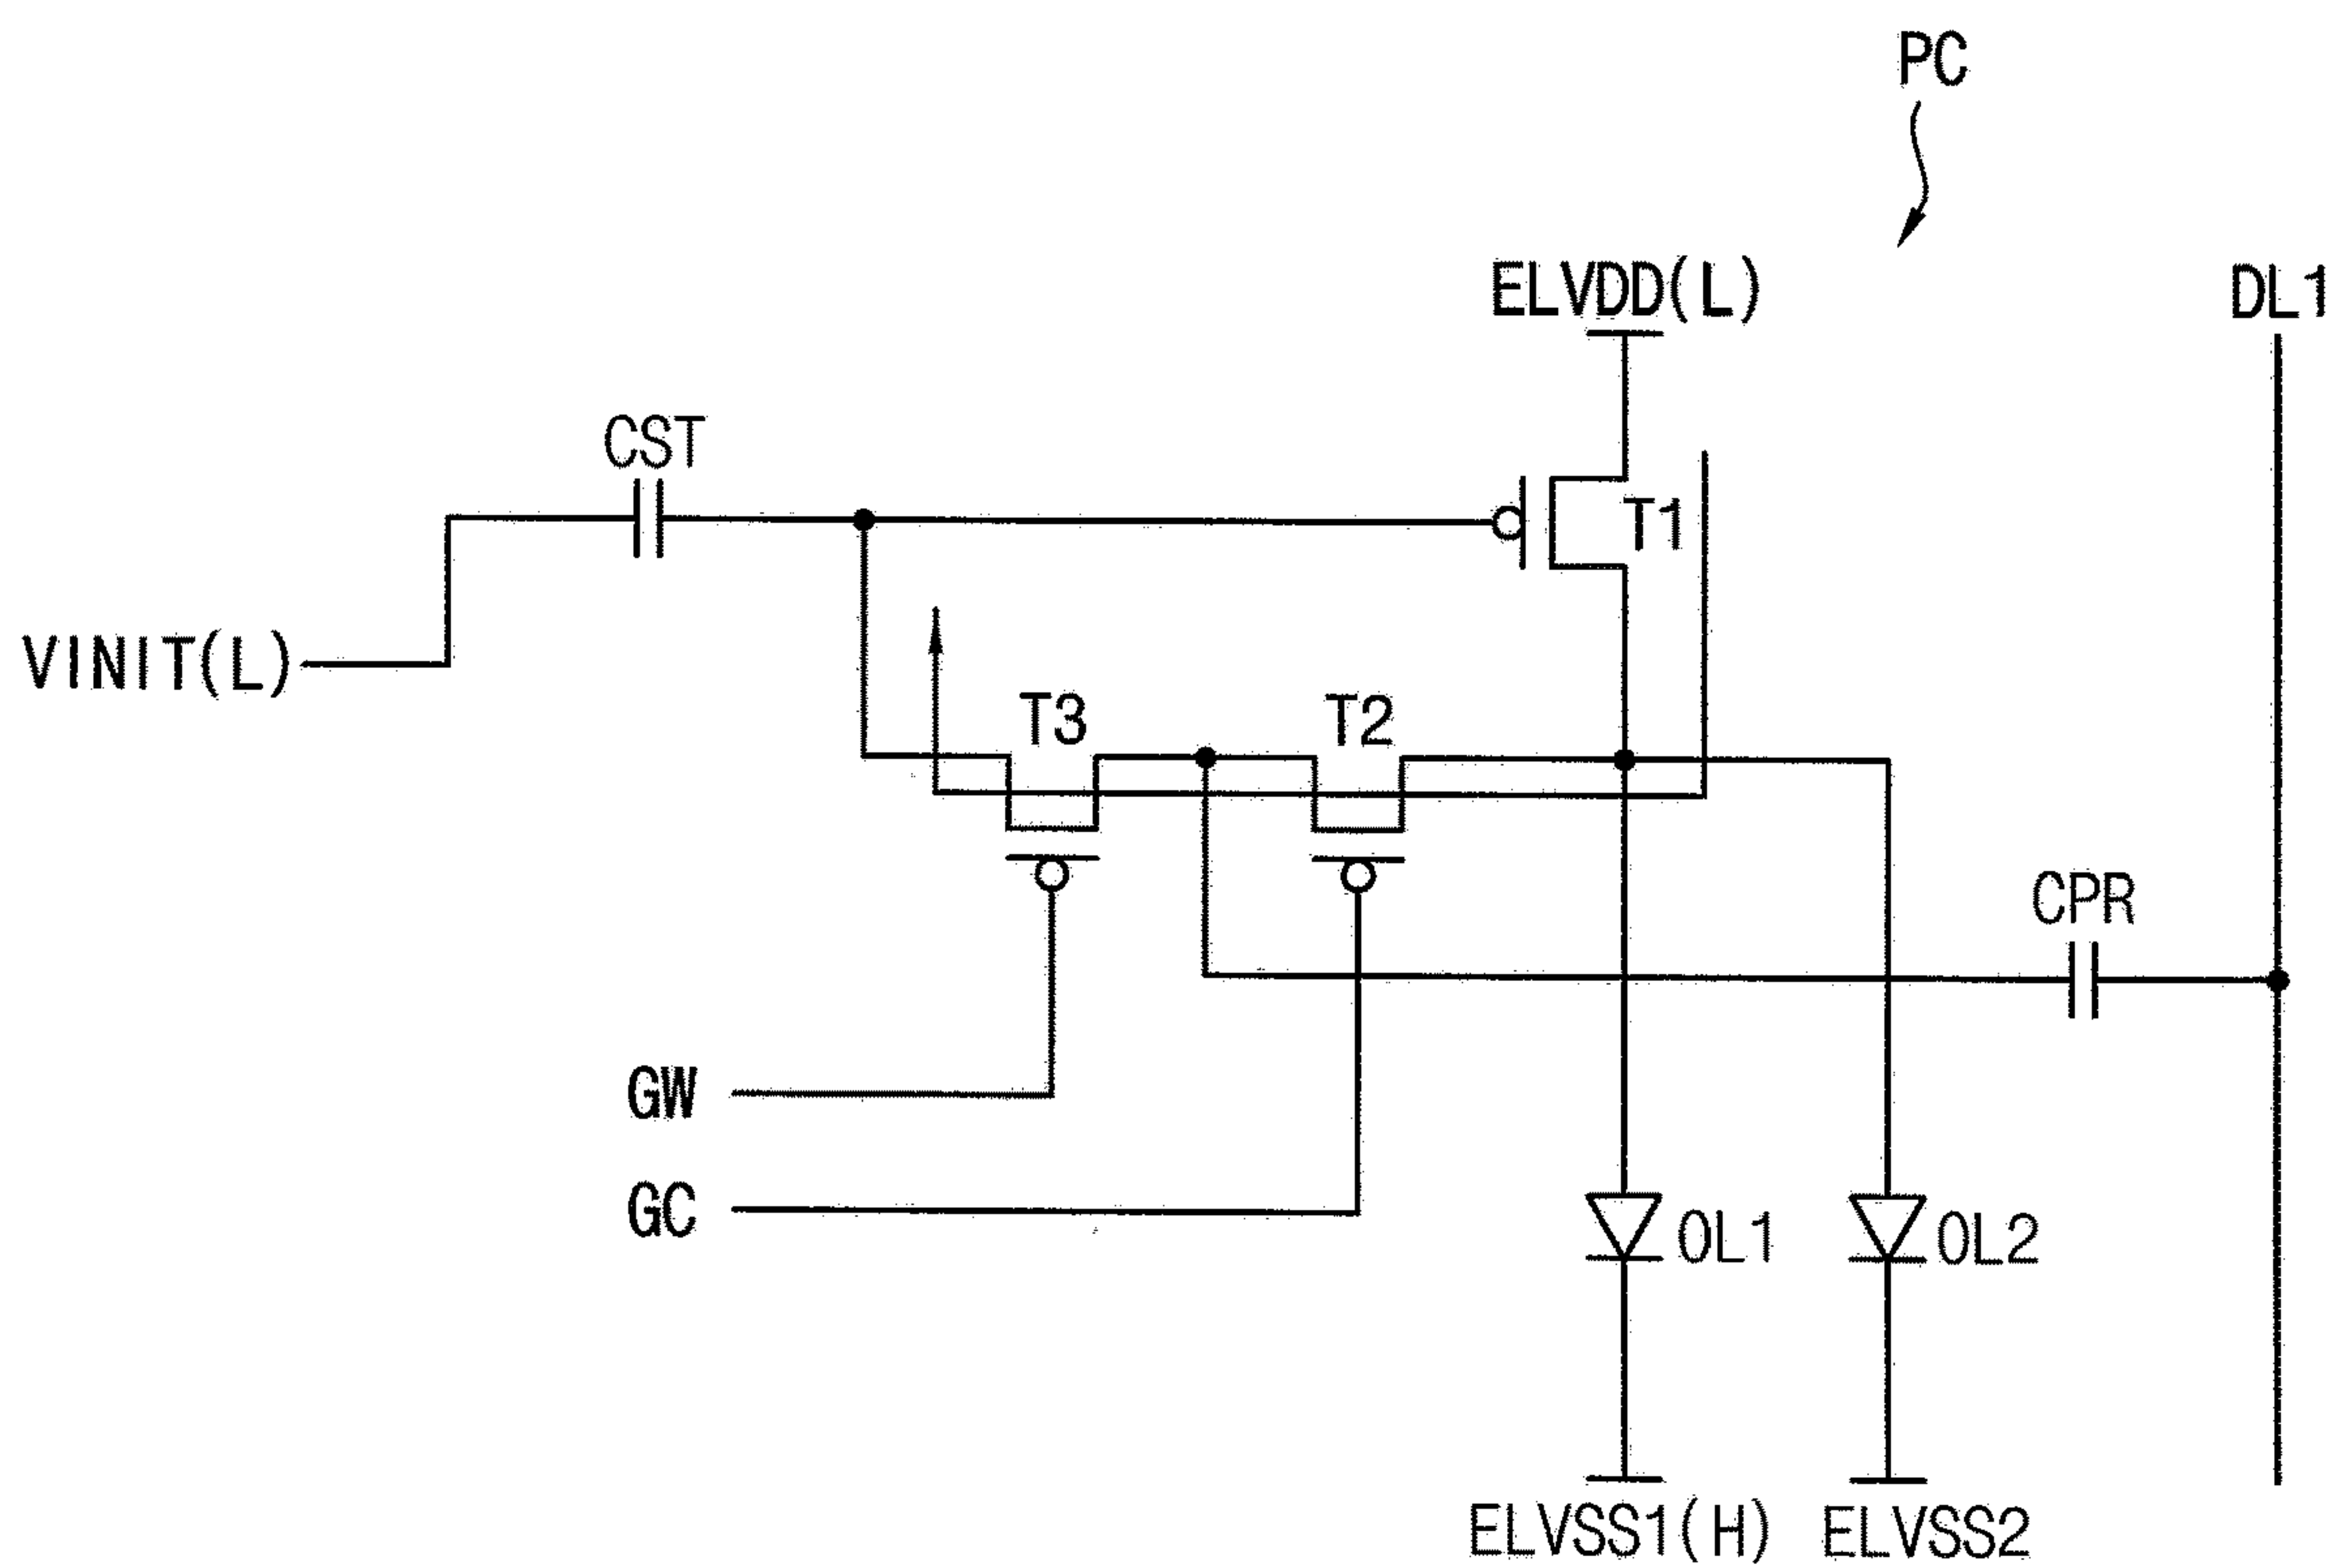 PC
ELVDD(L)
DL1
CST
T1
VINIT(L)
T3
T2
CPR
GW
GC
OL1
OL2
ELVSS1(H)
ELVSS2